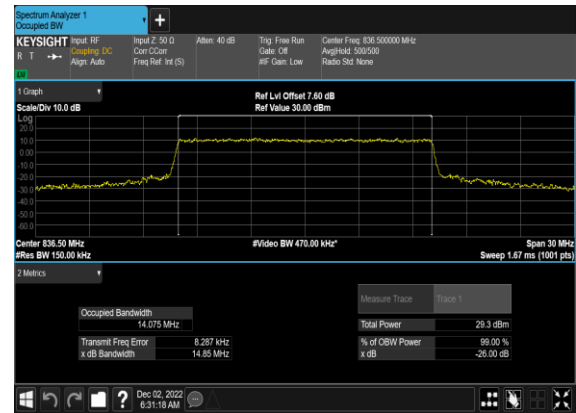 Spectrum Analyzer 1
Occupied BW
+
KEYSIGHT
R T
LV
Input: RF
Coupling: DC
Align: Auto
Input Z: 50 Ω
Corr CCorr
Freq Ref: Int (S)
Atten: 40 dB
Trig: Free Run
Gate: Off
#IF Gain: Low
Center Freq: 836.500000 MHz
Avg|Hold: 500/500
Radio Std: None
1 Graph
Scale/Div 10.0 dB
Ref Lvl Offset 7.60 dB
Ref Value 30.00 dBm
Log
20.0
10.0
0.00
-10.0
-20.0
-30.0
-40.0
-50.0
-60.0
Center 836.50 MHz
#Res BW 150.00 kHz
#Video BW 470.00 kHz*
Span 30 MHz
Sweep 1.67 ms (1001 pts)
2 Metrics
Measure Trace Trace 1
Occupied Bandwidth
14.075 MHz
Total Power 29.3 dBm
Transmit Freq Error 8.287 kHz
% of OBW Power 99.00 %
x dB Bandwidth 14.85 MHz
x dB -26.00 dB
?
Dec 02, 2022
6:31:18 AM